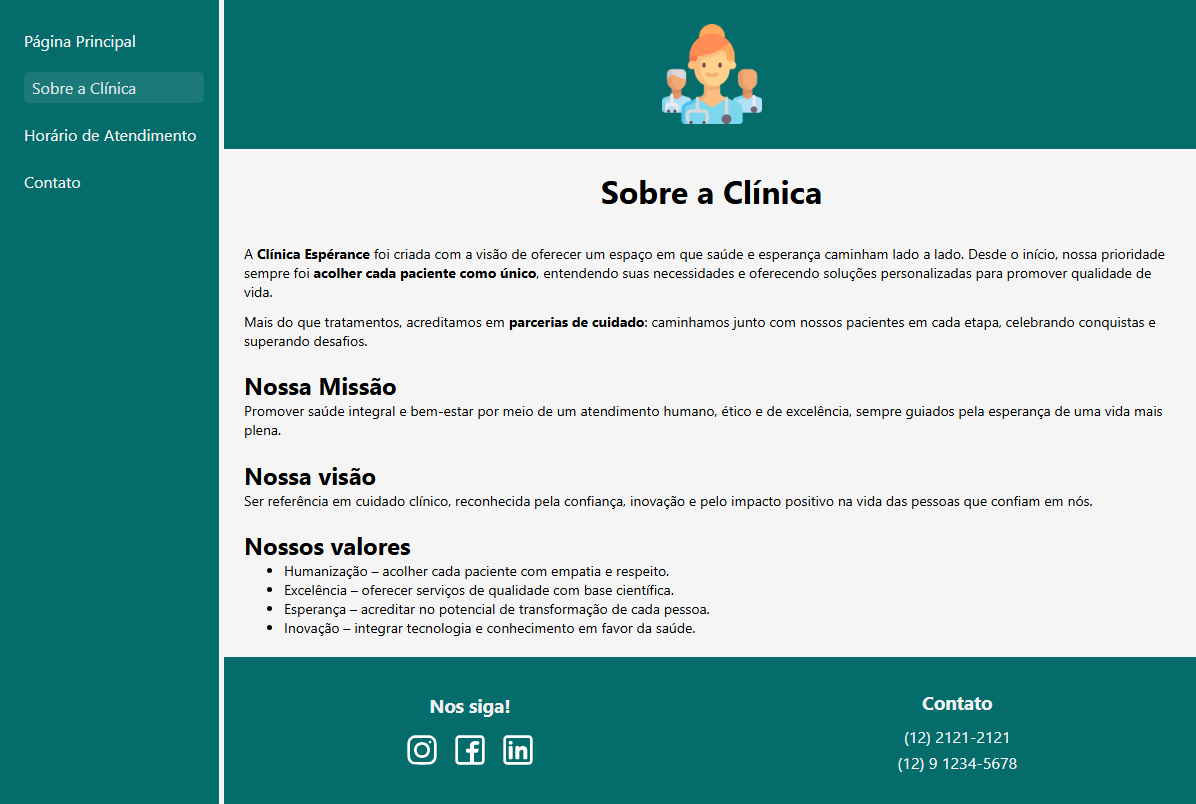 Página Principal
Sobre a Clínica
Horário de Atendimento
Contato
Sobre a Clínica
A Clínica Espérance foi criada com a visão de oferecer um espaço em que saúde e esperança caminham lado a lado. Desde o início, nossa prioridade
sempre foi acolher cada paciente como único, entendendo suas necessidades e oferecendo soluções personalizadas para promover qualidade de
vida.
Mais do que tratamentos, acreditamos em parcerias de cuidado: caminhamos junto com nossos pacientes em cada etapa, celebrando conquistas e
superando desafios.
Nossa Missão
Promover saúde integral e bem-estar por meio de um atendimento humano, ético e de excelência, sempre guiados pela esperança de uma vida mais
plena.
Nossa visão
Ser referência em cuidado clínico, reconhecida pela confiança, inovação e pelo impacto positivo na vida das pessoas que confiam em nós.
Nossos valores
• Humanização – acolher cada paciente com empatia e respeito.
• Excelência – oferecer serviços de qualidade com base científica.
• Esperança – acreditar no potencial de transformação de cada pessoa.
• Inovação – integrar tecnologia e conhecimento em favor da saúde.
Nos siga!
Contato
(12) 2121-2121
(12) 9 1234-5678